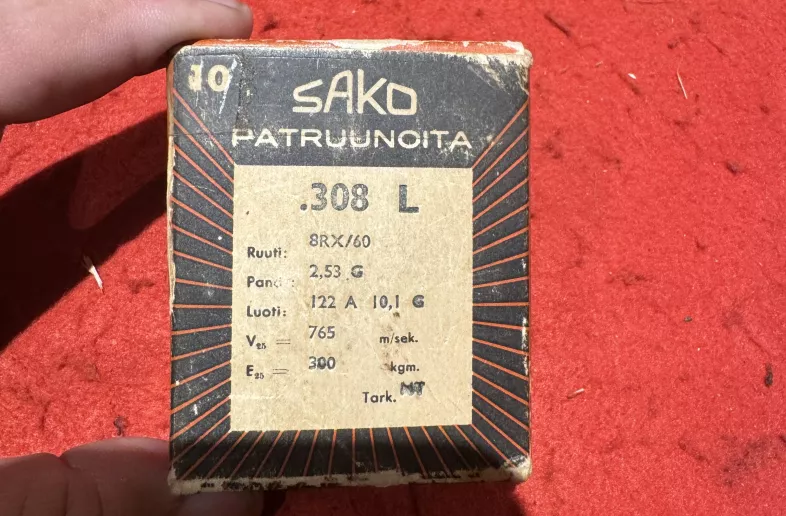 10
SAKO
PATRUUNOITA
.308 L
Ruuti: 8RX/60
2,53 G
Luoti: 122 A 10,1 G
V₂₅ = 765 m/sek.
E₂₅ = 300 kgm.
Tark. MT